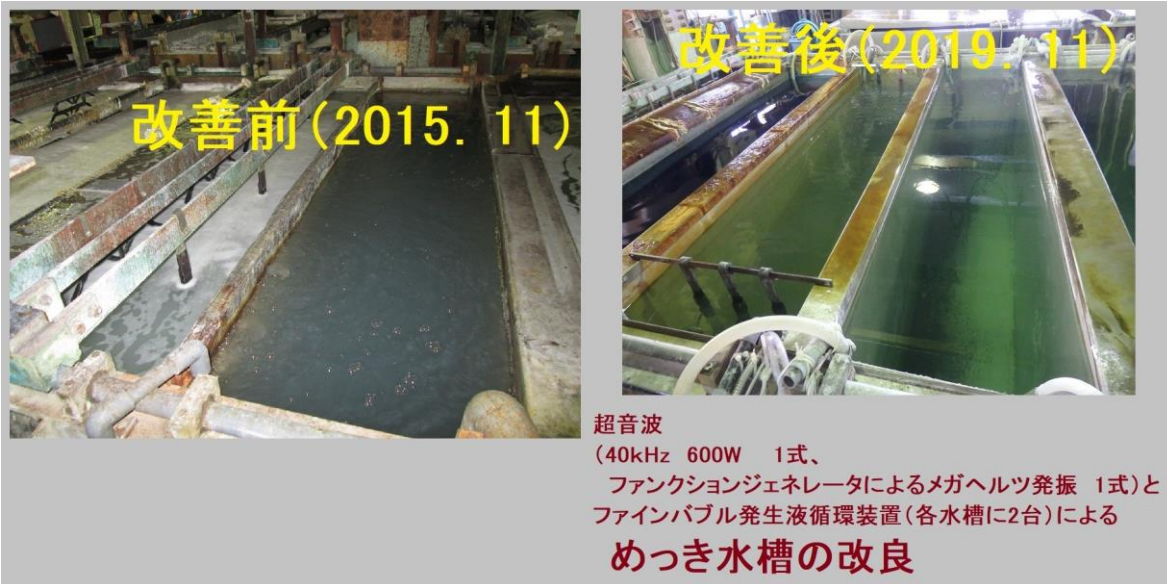 改善前(2015. 11)
改善後(2019. 11)
超音波
(40kHz 600W 1式、
ファンクションジェネレータによるメガヘルツ発振 1式)と
ファインバブル発生液循環装置(各水槽に2台)による
めっき水槽の改良